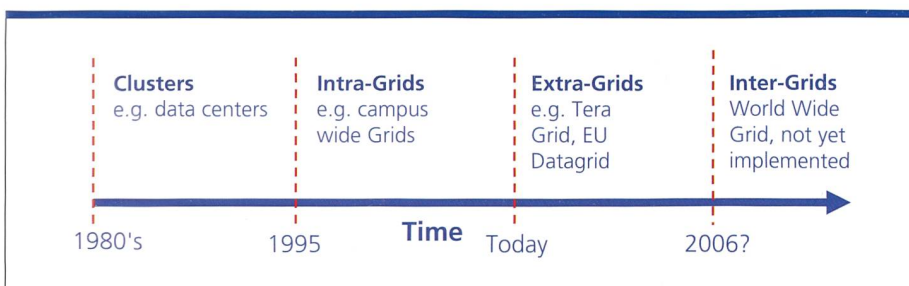 Clusters
e.g. data centers
Intra-Grids
e.g. campus
wide Grids
Extra-Grids
e.g. Tera
Grid, EU
Datagrid
Inter-Grids
World Wide
Grid, not yet
implemented
1980's
1995
Time
Today
2006?